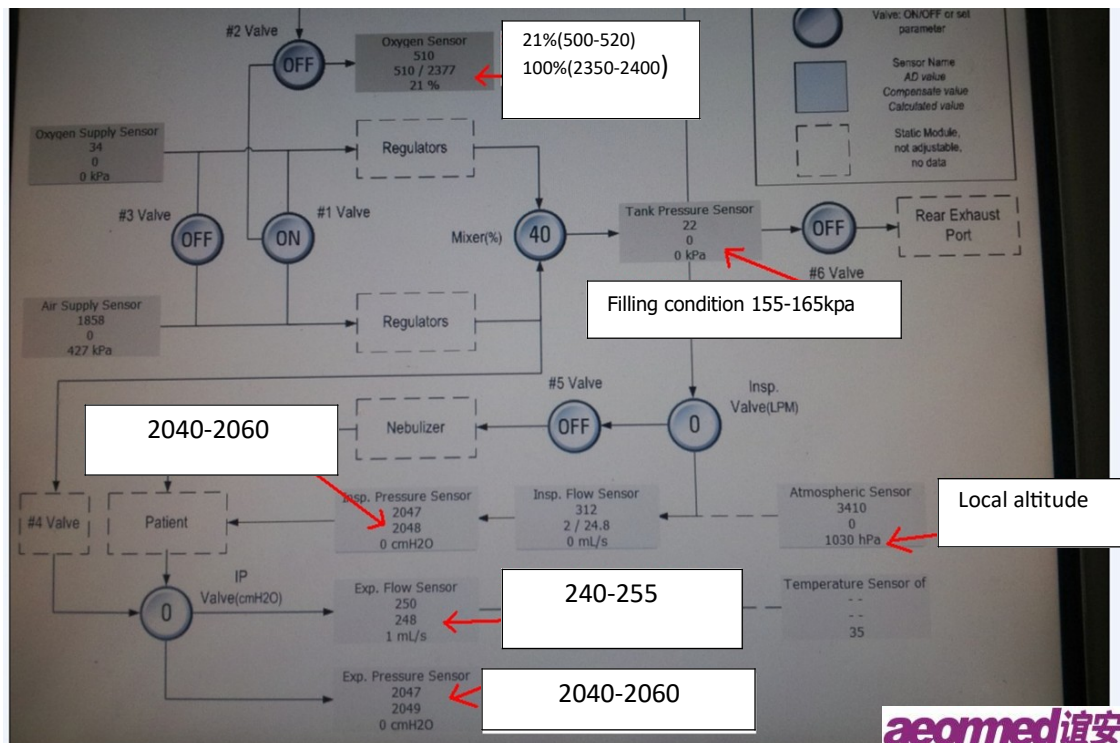 #2 Valve
OFF
Oxygen Sensor
510
510 / 2377
21 %
21%(500-520)
100%(2350-2400)
Valve: ON/OFF or set
parameter
Sensor Name
AD value
Compensate value
Calculated value
Static Module,
not adjustable,
no data
Oxygen Supply Sensor
34
0
0 kPa
Regulators
#3 Valve
OFF
ON
#1 Valve
Mixer(%)
40
Tank Pressure Sensor
22
0
0 kPa
OFF
#6 Valve
Rear Exhaust
Port
Filling condition 155-165kpa
Air Supply Sensor
1858
0
427 kPa
Regulators
#5 Valve
OFF
Insp.
Valve(LPM)
0
2040-2060
Nebulizer
#4 Valve
Patient
Insp. Pressure Sensor
2047
2048
0 cmH2O
Insp. Flow Sensor
312
2 / 24.8
0 mL/s
Atmospheric Sensor
3410
0
1030 hPa
Local altitude
IP
Valve(cmH2O)
0
Exp. Flow Sensor
250
248
1 mL/s
240-255
Temperature Sensor of
- -
- -
35
Exp. Pressure Sensor
2047
2049
0 cmH2O
2040-2060
aeonmed谊安